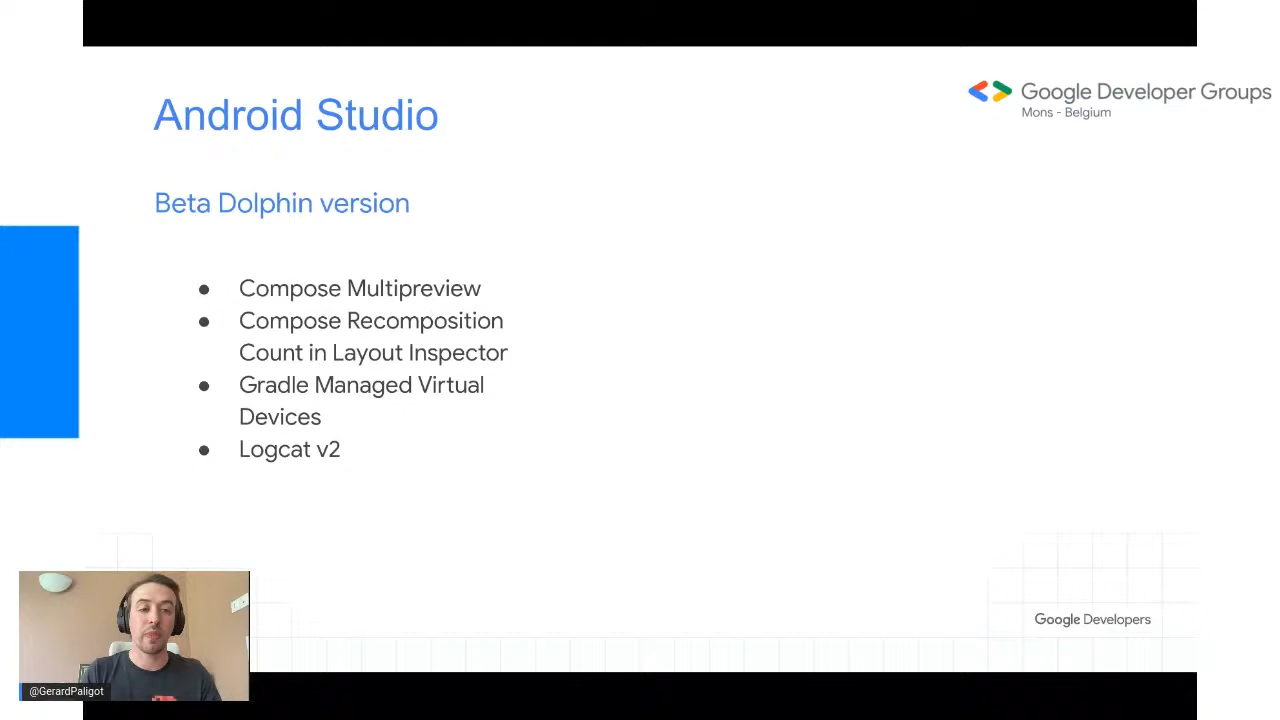 Android Studio
Google Developer Groups
Mons - Belgium
Beta Dolphin version
● Compose Multipreview
● Compose Recomposition
Count in Layout Inspector
● Gradle Managed Virtual
Devices
● Logcat v2
Google Developers
@GerardPaligot